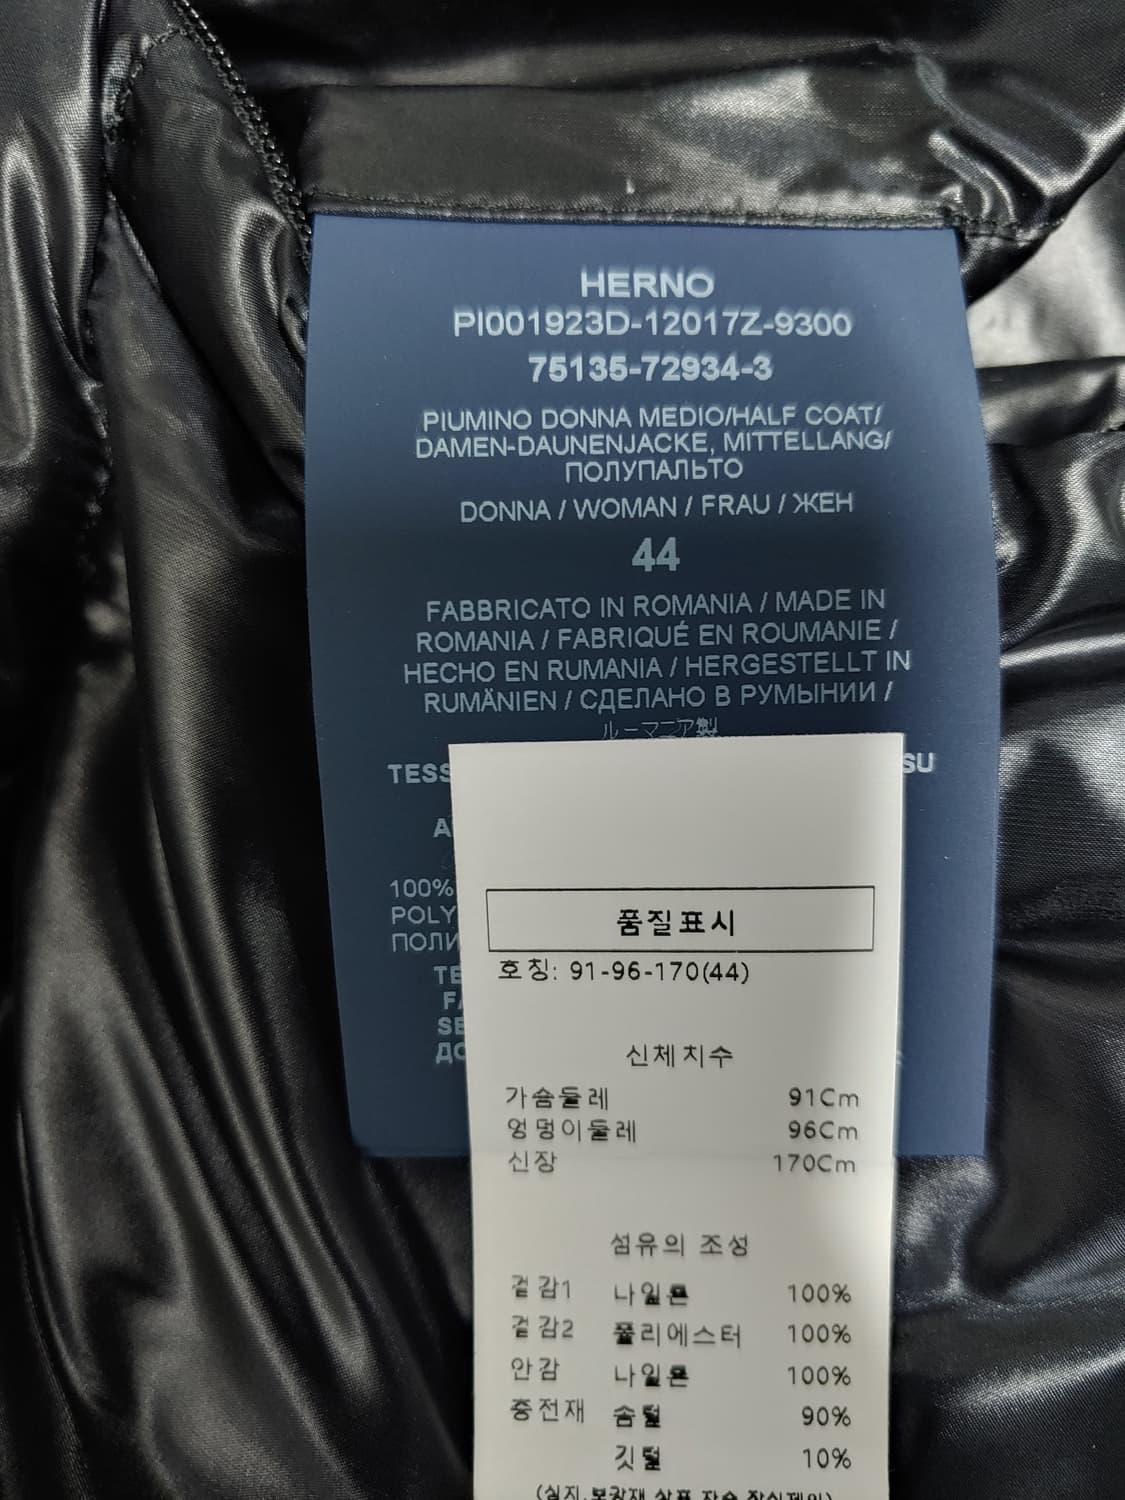 HERNO
PI001923D-12017Z-9300
75135-72934-3
PIUMINO DONNA MEDIO/HALF COAT/
DAMEN-DAUNENJACKE, MITTELLANG/
ПОЛУПАЛЬТО
DONNA / WOMAN / FRAU / ЖЕН
44
FABBRICATO IN ROMANIA / MADE IN
ROMANIA / FABRIQUÉ EN ROUMANIE /
HECHO EN RUMANIA / HERGESTELLT IN
RUMÄNIEN / СДЕЛАНО В РУМЫНИИ /
ルーマニア製
100%
품질표시
호칭: 91-96-170(44)
신체치수
가슴둘레 91Cm
엉덩이둘레 96Cm
신장 170Cm
섬유의 조성
겉감1 나일론 100%
겉감2 폴리에스터 100%
안감 나일론 100%
충전재 솜털 90%
깃털 10%